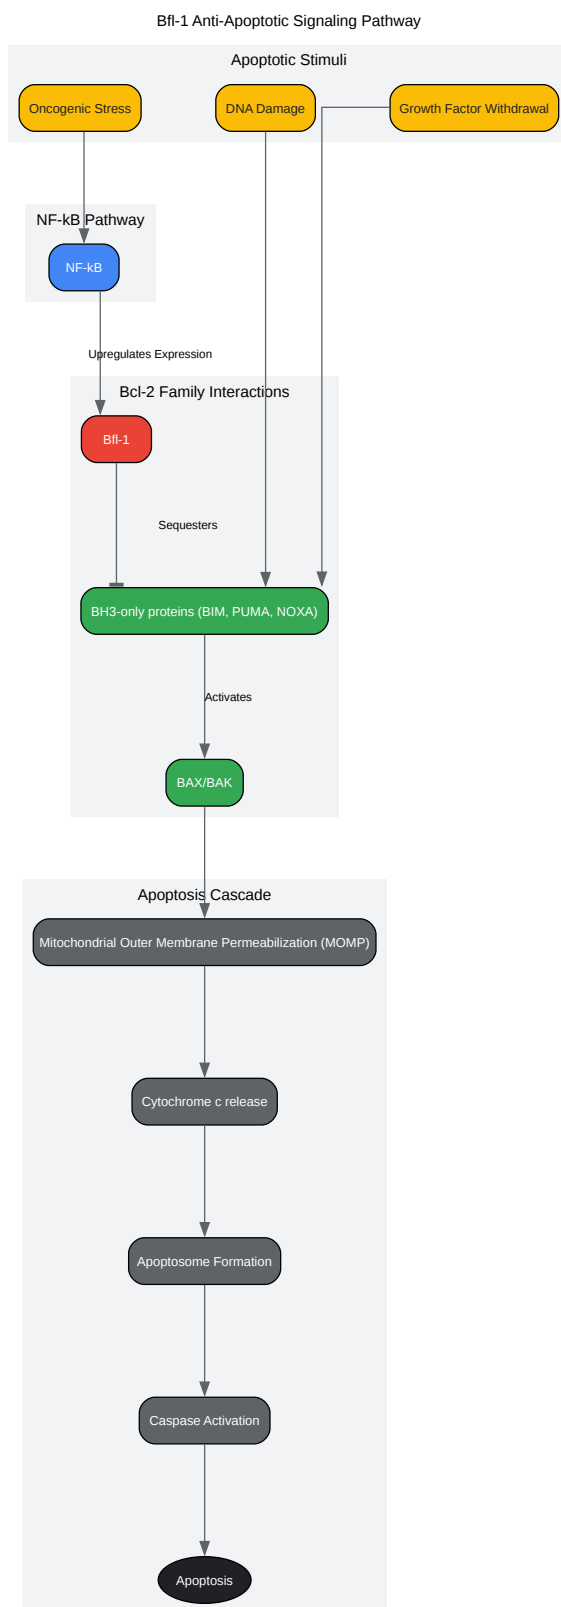 Bfl-1 Anti-Apoptotic Signaling Pathway
Apoptotic Stimuli
Oncogenic Stress
DNA Damage
Growth Factor Withdrawal
NF-kB Pathway
NF-kB
Upregulates Expression
Bcl-2 Family Interactions
Bfl-1
Sequesters
BH3-only proteins (BIM, PUMA, NOXA)
Activates
BAX/BAK
Apoptosis Cascade
Mitochondrial Outer Membrane Permeabilization (MOMP)
Cytochrome c release
Apoptosome Formation
Caspase Activation
Apoptosis